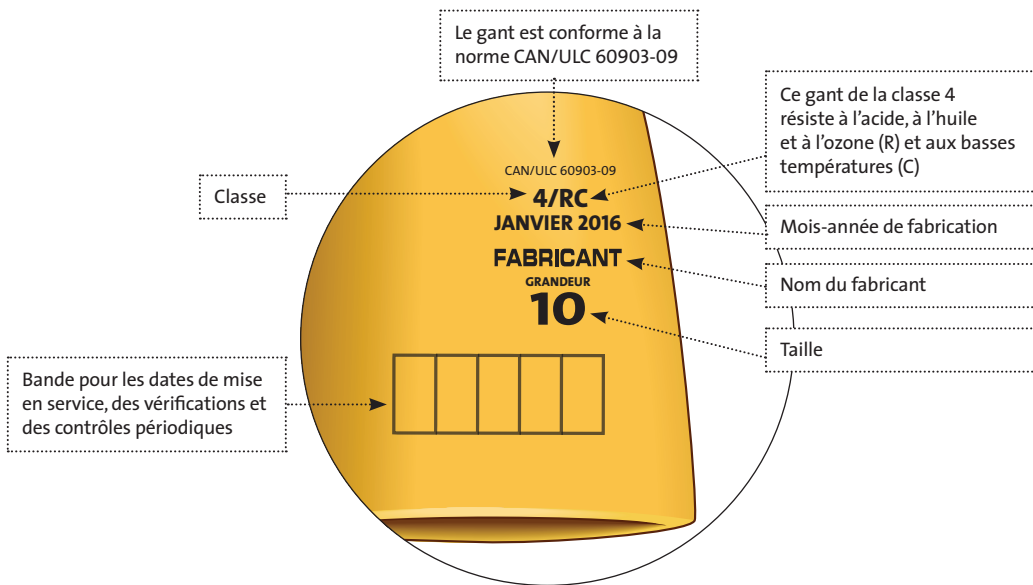 Le gant est conforme à la
norme CAN/ULC 60903-09
Ce gant de la classe 4
résiste à l'acide, à l'huile
et à l'ozone (R) et aux basses
températures (C)
CAN/ULC 60903-09
Classe
4/RC
JANVIER 2016
Mois-année de fabrication
FABRICANT
Nom du fabricant
GRANDEUR
10
Taille
Bande pour les dates de mise
en service, des vérifications et
des contrôles périodiques